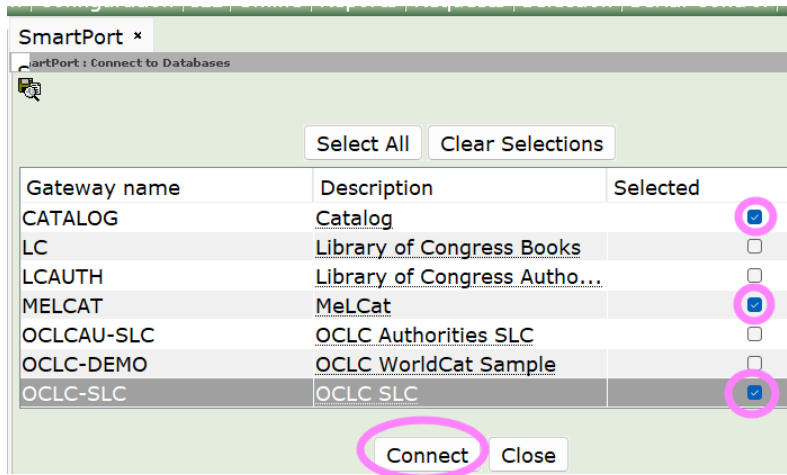 SmartPort ×
artPort : Connect to Databases
Select All Clear Selections
Gateway name Description Selected
CATALOG Catalog
LC Library of Congress Books
LCAUTH Library of Congress Autho...
MELCAT MeLCat
OCLCAU-SLC OCLC Authorities SLC
OCLC-DEMO OCLC WorldCat Sample
OCLC-SLC OCLC SLC
Connect Close